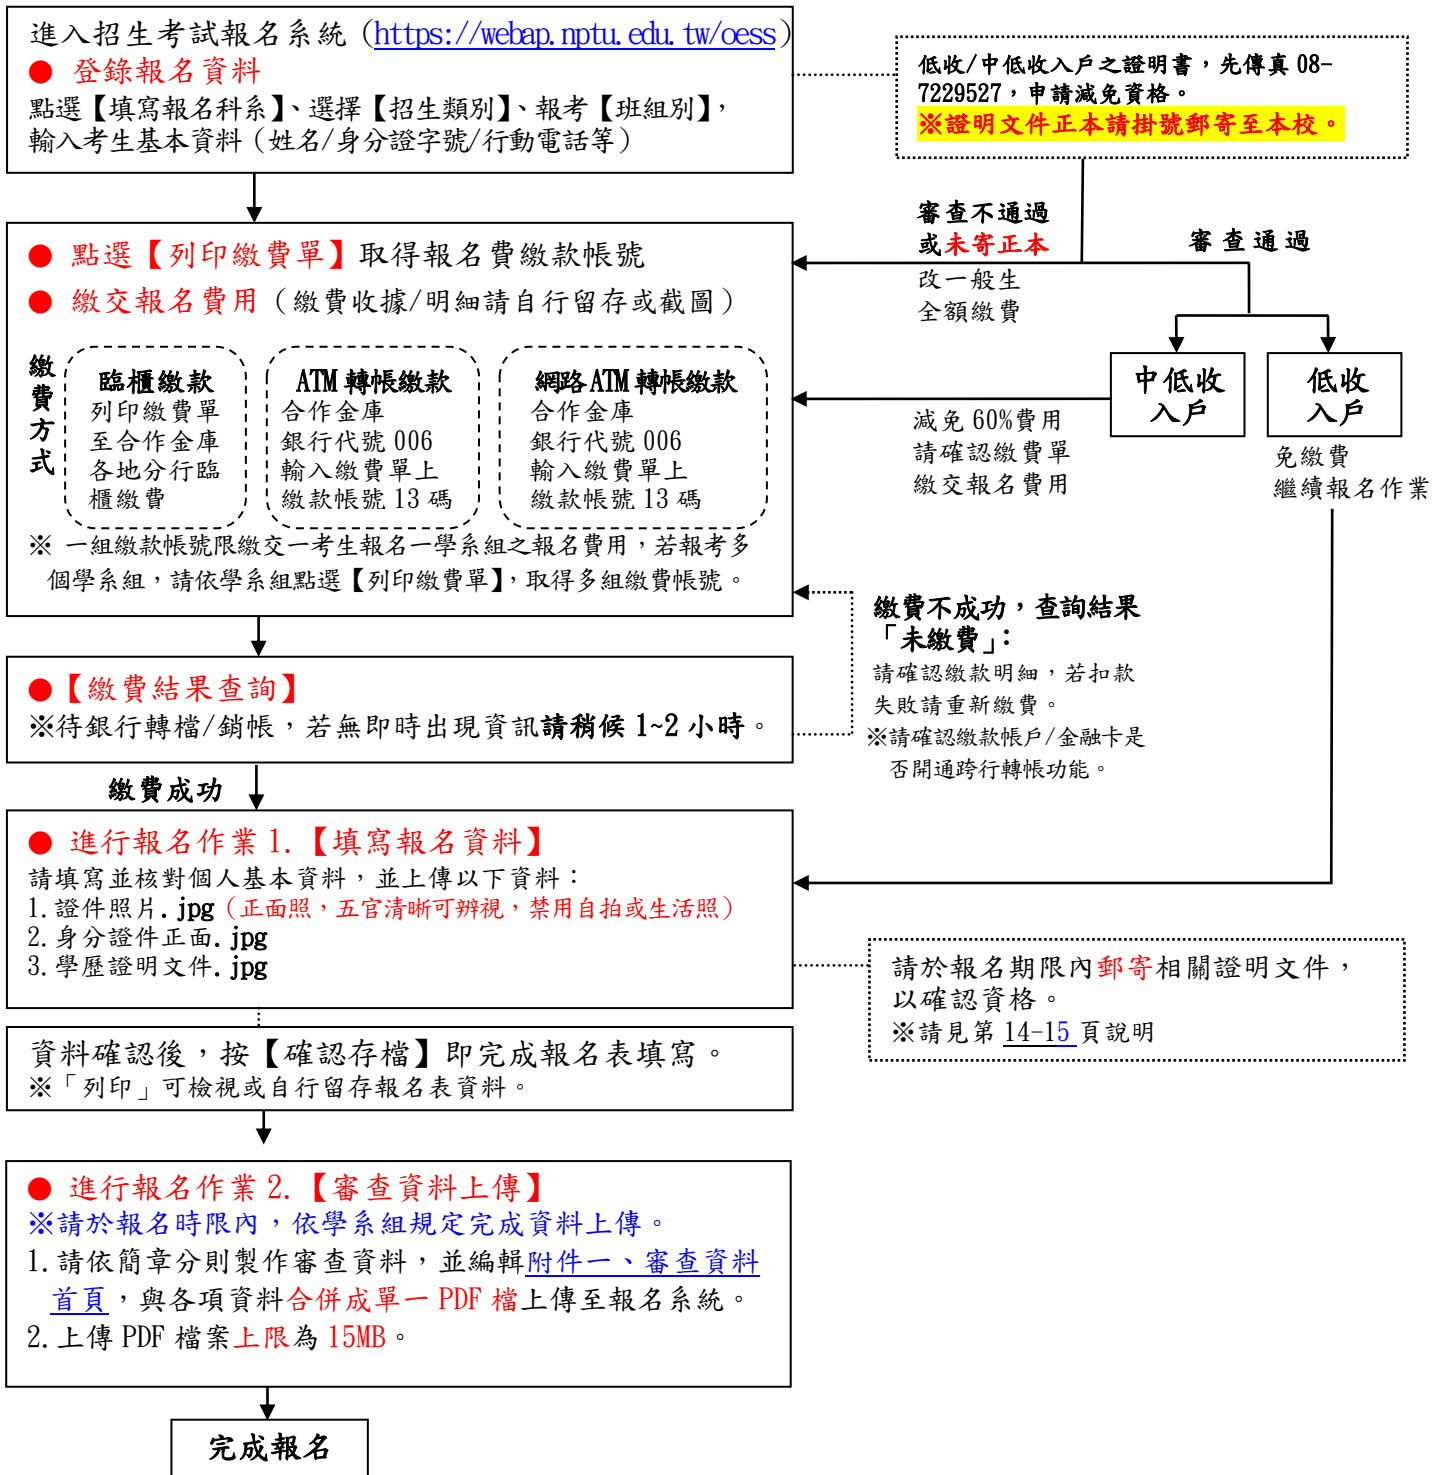 進入招生考試報名系統（https://webap.nptu.edu.tw/oess）
● 登錄報名資料
點選【填寫報名科系】、選擇【招生類別】、報考【班組別】，
輸入考生基本資料（姓名/身分證字號/行動電話等）
低收/中低收入戶之證明書，先傳真 08-
7229527，申請減免資格。
※證明文件正本請掛號郵寄至本校。
審查不通過
或未寄正本
改一般生
全額繳費
審查通過
● 點選【列印繳費單】取得報名費繳款帳號
● 繳交報名費用（繳費收據/明細請自行留存或截圖）
繳費方式
臨櫃繳款
列印繳費單
至合作金庫
各地分行臨
櫃繳費
ATM 轉帳繳款
合作金庫
銀行代號 006
輸入繳費單上
繳款帳號 13 碼
網路 ATM 轉帳繳款
合作金庫
銀行代號 006
輸入繳費單上
繳款帳號 13 碼
※ 一組繳款帳號限繳交一考生報名一學系組之報名費用，若報考多
個學系組，請依學系組點選【列印繳費單】，取得多組繳費帳號。
中低收
入戶
低收
入戶
減免 60%費用
請確認繳費單
繳交報名費用
免繳費
繼續報名作業
繳費不成功，查詢結果
「未繳費」：
請確認繳款明細，若扣款
失敗請重新繳費。
※請確認繳款帳戶/金融卡是
否開通跨行轉帳功能。
●【繳費結果查詢】
※待銀行轉檔/銷帳，若無即時出現資訊請稍候 1~2 小時。
繳費成功
● 進行報名作業 1.【填寫報名資料】
請填寫並核對個人基本資料，並上傳以下資料：
1.證件照片.jpg（正面照，五官清晰可辨視，禁用自拍或生活照）
2.身分證件正面.jpg
3.學歷證明文件.jpg
請於報名期限內郵寄相關證明文件，
以確認資格。
※請見第 14-15 頁說明
資料確認後，按【確認存檔】即完成報名表填寫。
※「列印」可檢視或自行留存報名表資料。
● 進行報名作業 2.【審查資料上傳】
※請於報名時限內，依學系組規定完成資料上傳。
1.請依簡章分則製作審查資料，並編輯附件一、審查資料
首頁，與各項資料合併成單一 PDF 檔上傳至報名系統。
2.上傳 PDF 檔案上限為 15MB。
完成報名